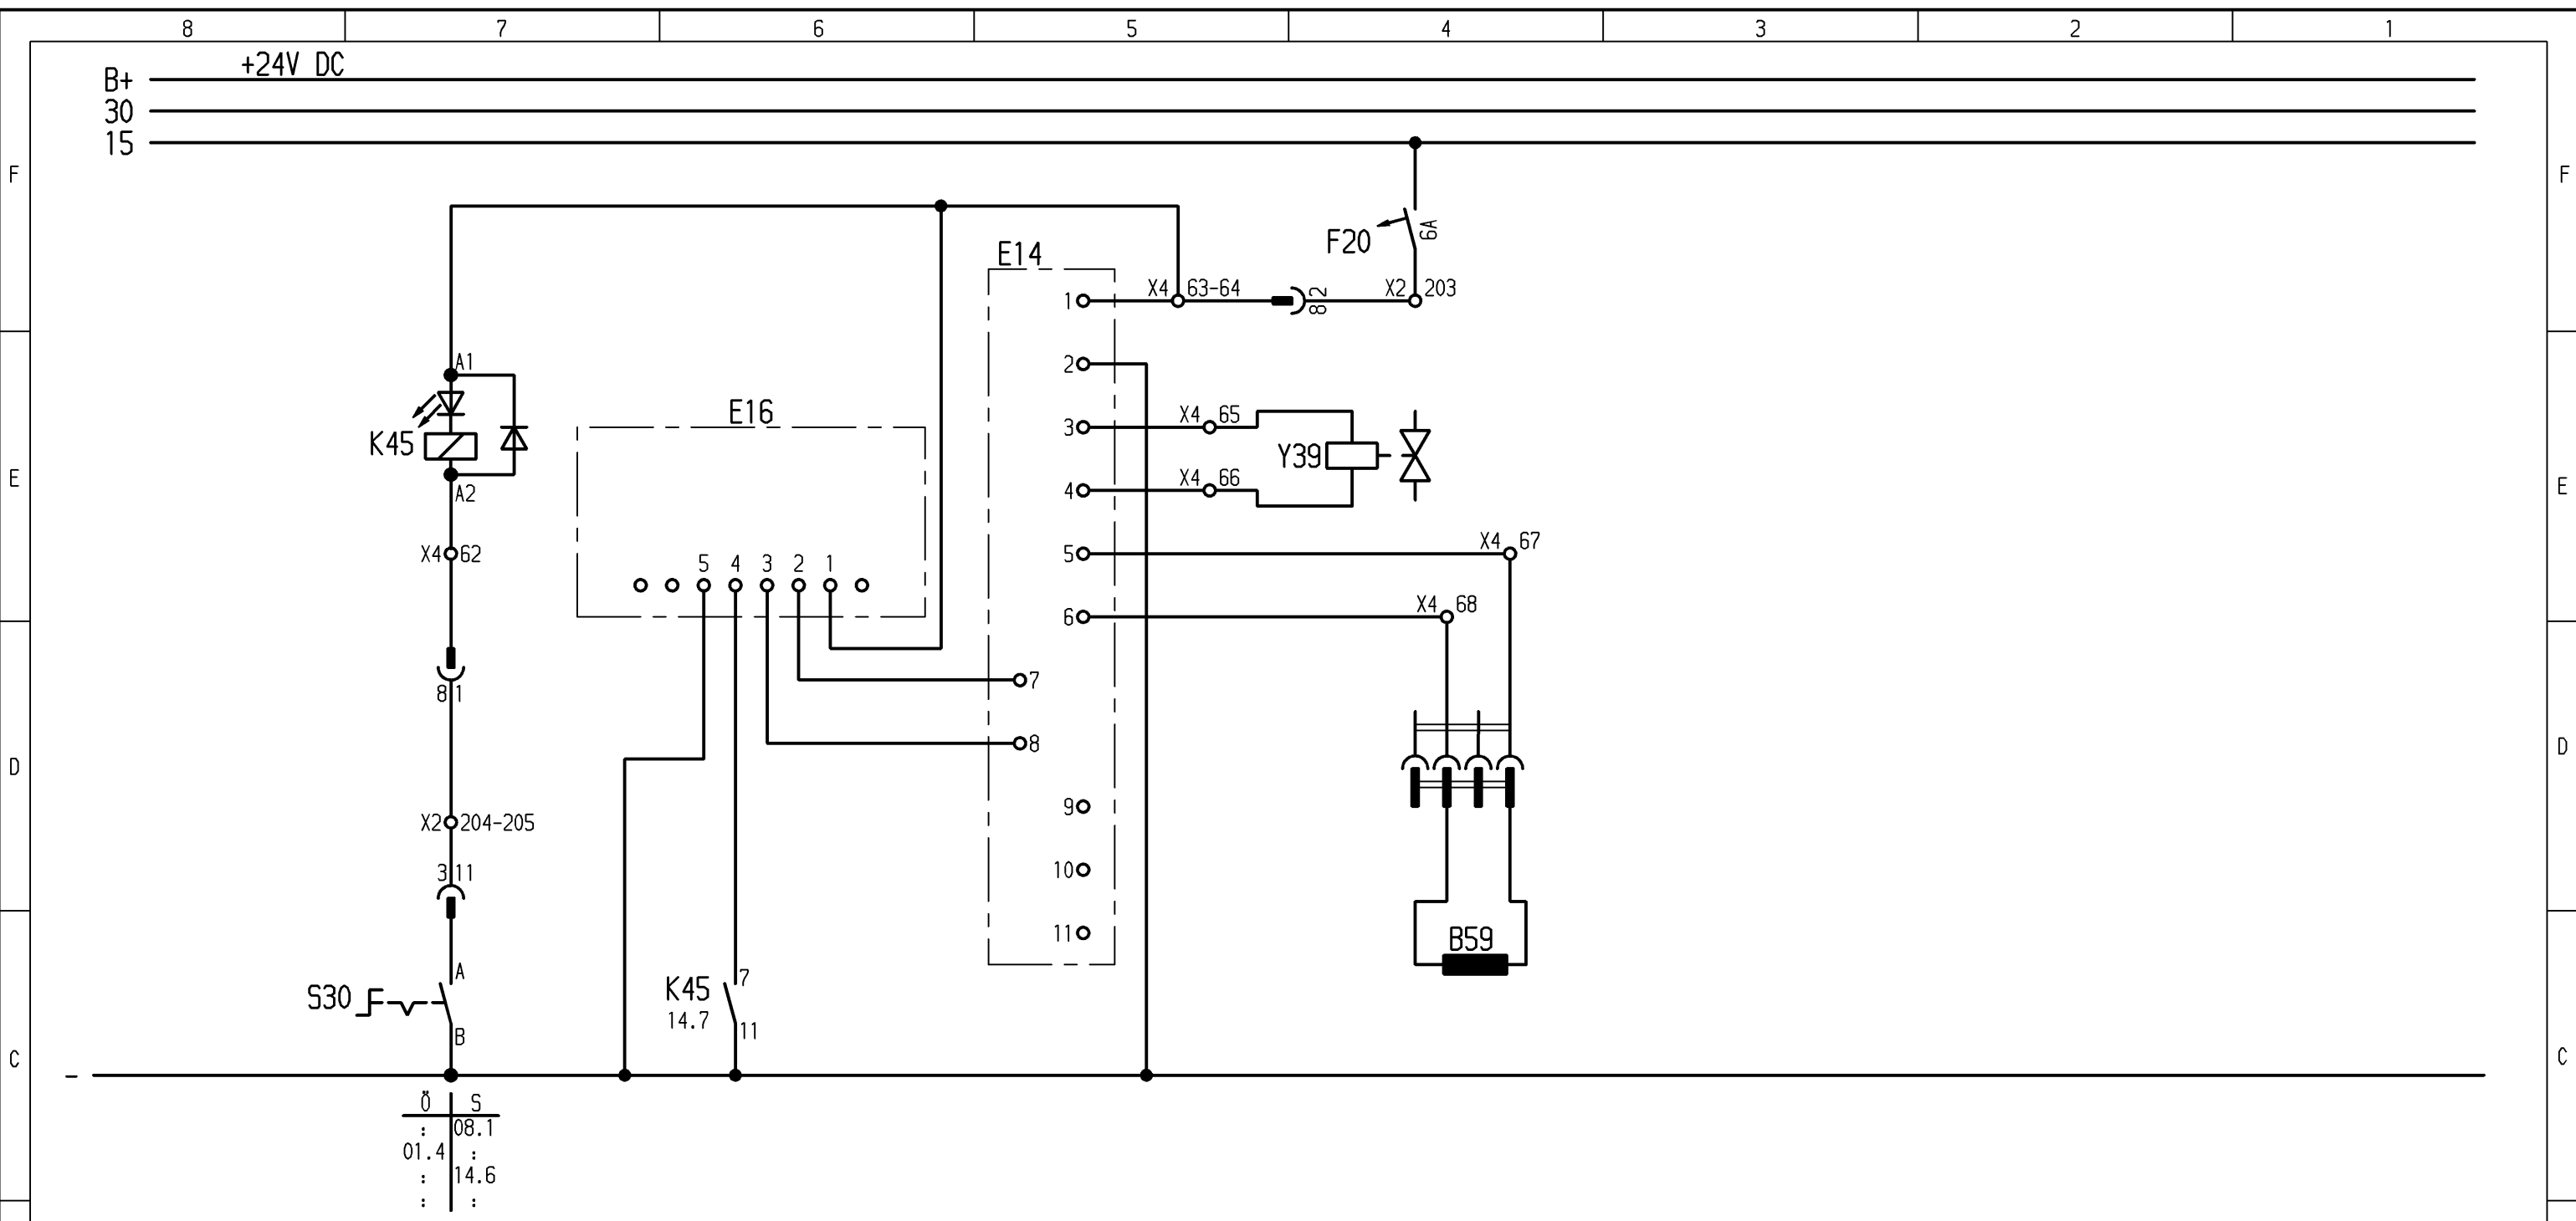 8 7 6 5 4 3 2 1
+24V DC
B+
30
15
F F
6A
F20
E14
1 X4 63-64 8 2 X2 203
A1
2
E16
X4 65
3
K45
Y39
E E
A2
X4 66
4
X4 62
5 4 3 2 1
5 X4 67
6 X4 68
7
8 1
8
D D
9
X2 204-205
3 11
10
11
B59
A
S30
K45 7
14.7
11
B
C C
-
Ö S
: 08.1
01.4 :
: 14.6
: :